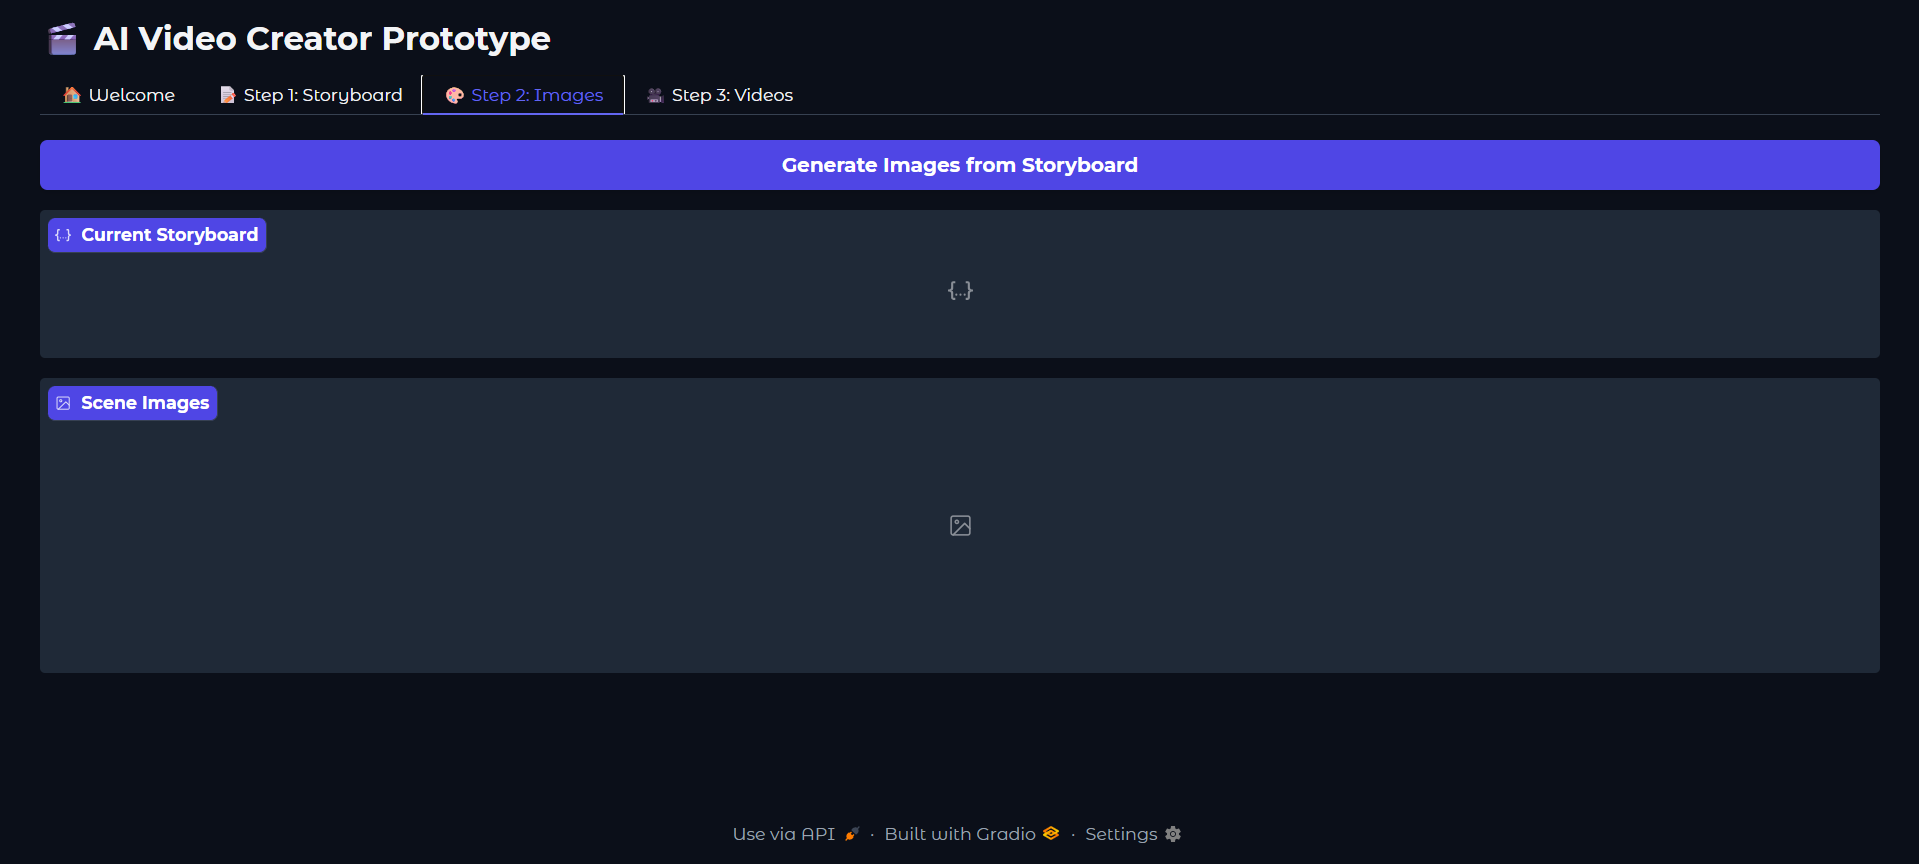 AI Video Creator Prototype
Welcome Step 1: Storyboard Step 2: Images Step 3: Videos
Generate Images from Storyboard
{...} Current Storyboard
{...}
Scene Images
Use via API · Built with Gradio · Settings